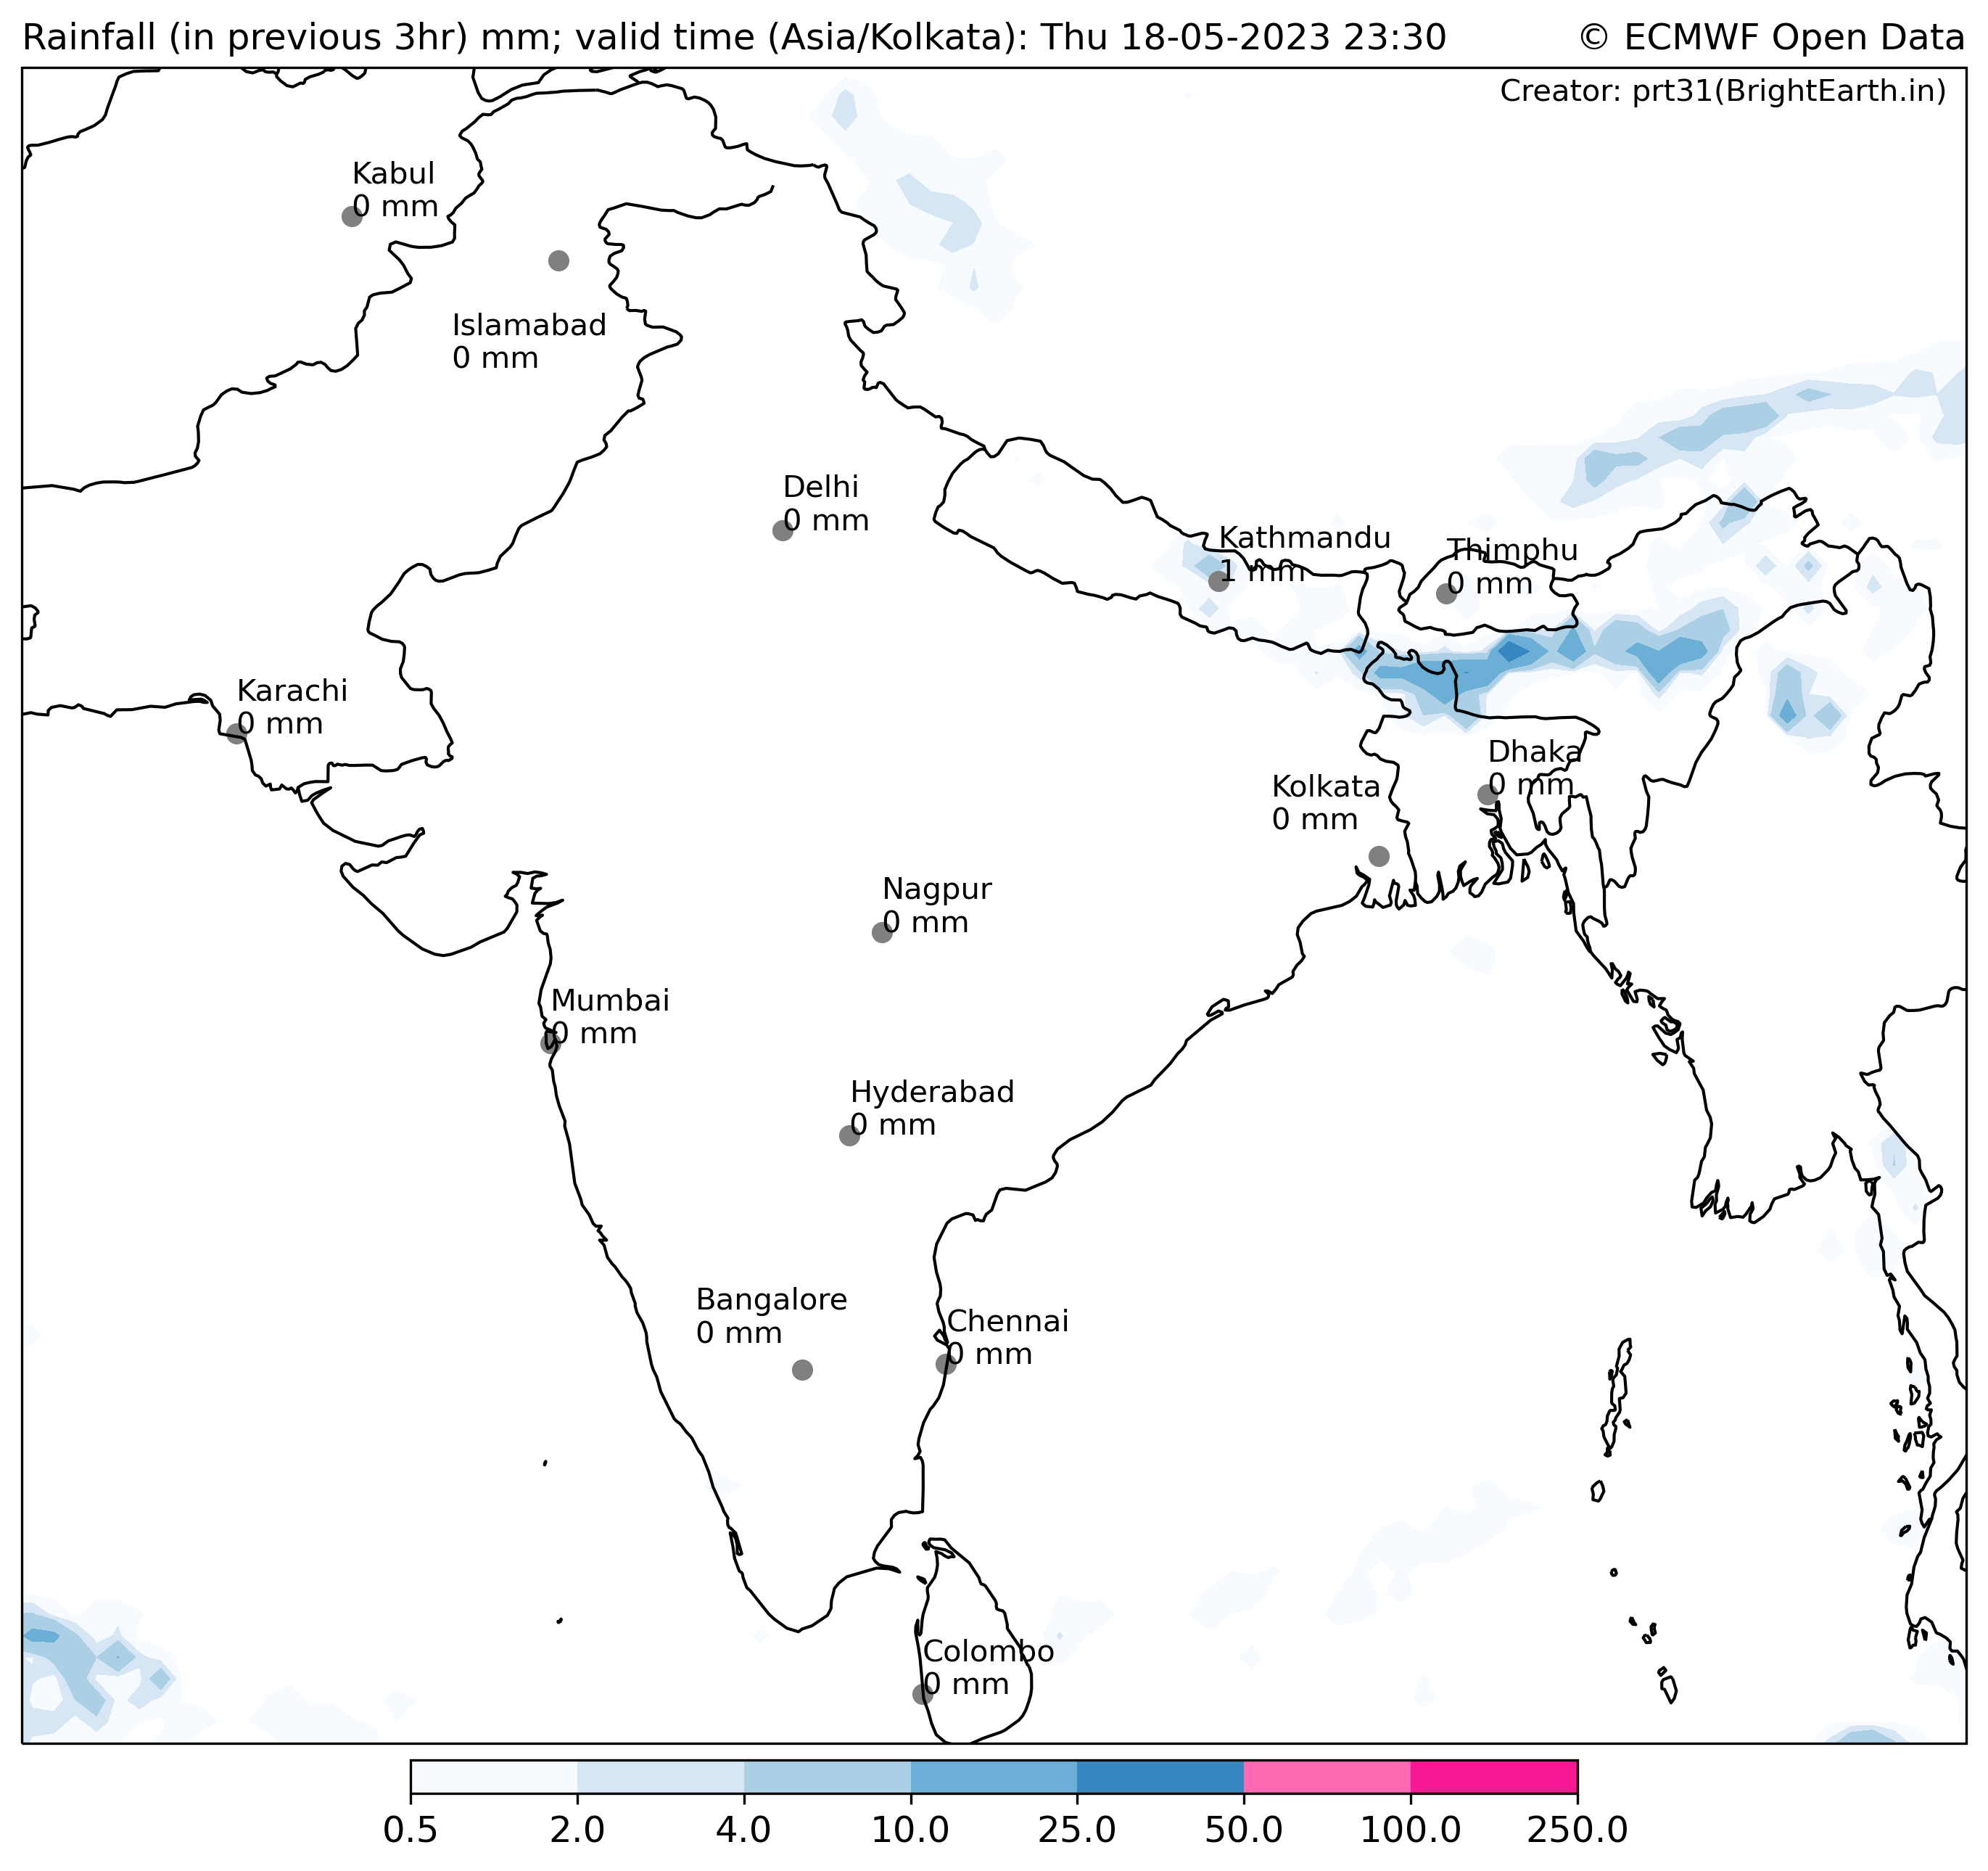 Rainfall (in previous 3hr) mm; valid time (Asia/Kolkata): Thu 18-05-2023 23:30
© ECMWF Open Data
Creator: prt31(BrightEarth.in)
Kabul
0 mm
Islamabad
0 mm
Delhi
0 mm
Kathmandu
1 mm
Thimphu
0 mm
Karachi
0 mm
Dhaka
0 mm
Kolkata
0 mm
Nagpur
0 mm
Mumbai
0 mm
Hyderabad
0 mm
Bangalore
0 mm
Chennai
0 mm
Colombo
0 mm
0.5 2.0 4.0 10.0 25.0 50.0 100.0 250.0